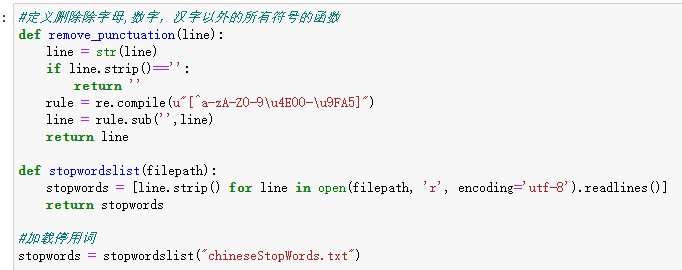 :
#定义删除除字母,数字，汉字以外的所有符号的函数
def remove_punctuation(line):
    line = str(line)
    if line.strip()=='':
        return ''
    rule = re.compile(u"[^a-zA-Z0-9\u4E00-\u9FA5]")
    line = rule.sub('',line)
    return line

def stopwordslist(filepath):
    stopwords = [line.strip() for line in open(filepath, 'r', encoding='utf-8').readlines()]
    return stopwords

#加载停用词
stopwords = stopwordslist("chineseStopWords.txt")